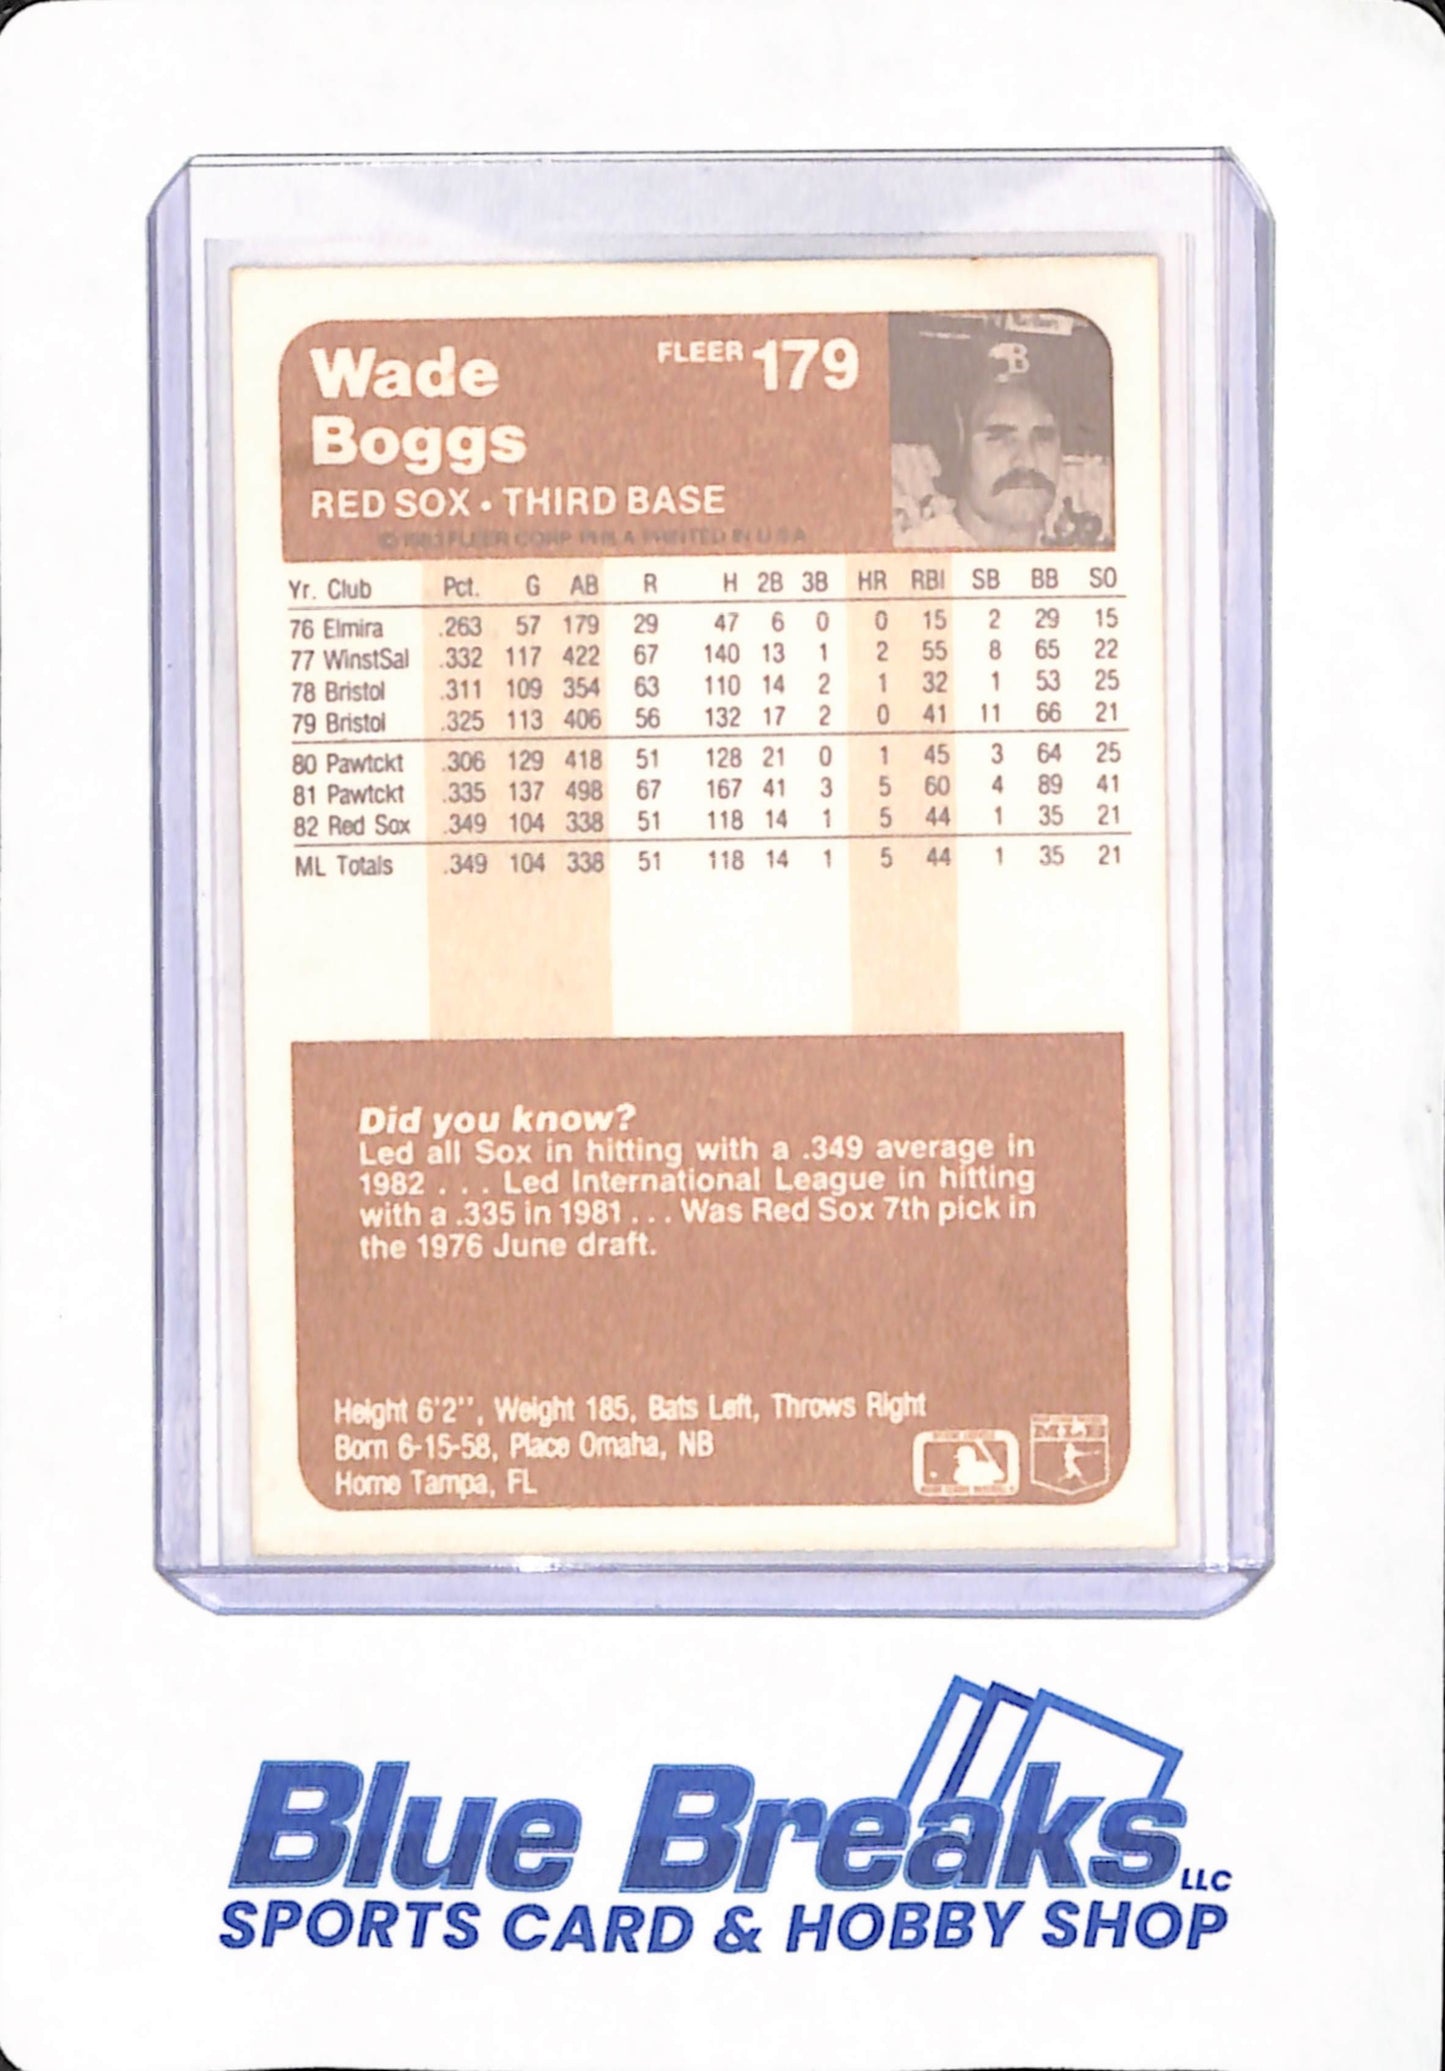 Wade
Boggs
FLEER 179
RED SOX • THIRD BASE
© 1983 FLEER CORP PHILA PRINTED IN U S A
B
Yr. Club Pct. G AB R H 2B 3B HR RBI SB BB SO
76 Elmira .263 57 179 29 47 6 0 0 15 2 29 15
77 WinstSal .332 117 422 67 140 13 1 2 55 8 65 22
78 Bristol .311 109 354 63 110 14 2 1 32 1 53 25
79 Bristol .325 113 406 56 132 17 2 0 41 11 66 21
80 Pawtckt .306 129 418 51 128 21 0 1 45 3 64 25
81 Pawtckt .335 137 498 67 167 41 3 5 60 4 89 41
82 Red Sox .349 104 338 51 118 14 1 5 44 1 35 21
ML Totals .349 104 338 51 118 14 1 5 44 1 35 21
Did you know?
Led all Sox in hitting with a .349 average in
1982 . . . Led International League in hitting
with a .335 in 1981 . . . Was Red Sox 7th pick in
the 1976 June draft.
Height 6'2", Weight 185, Bats Left, Throws Right
Born 6-15-58, Place Omaha, NB
Home Tampa, FL
MLB
Blue Breaks LLC
SPORTS CARD & HOBBY SHOP